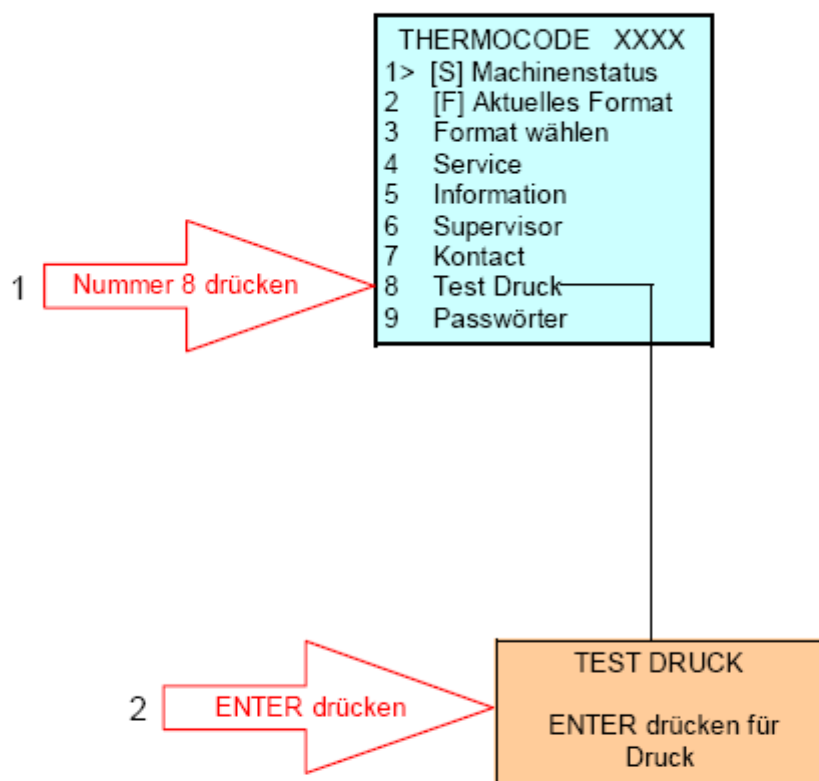 THERMOCODE XXXX
1> [S] Machinenstatus
2 [F] Aktuelles Format
3 Format wählen
4 Service
5 Information
6 Supervisor
7 Kontact
8 Test Druck
9 Passwörter
1 Nummer 8 drücken
2 ENTER drücken
TEST DRUCK
ENTER drücken für
Druck